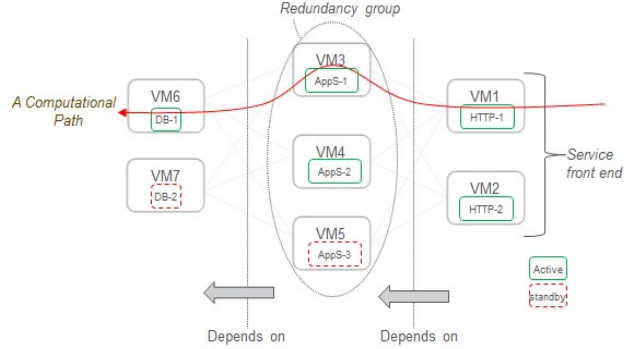 Redundancy group
VM3
AppS-1
VM6
DB-1
VM1
HTTP-1
A Computational
Path
VM4
AppS-2
VM7
DB-2
VM2
HTTP-2
Service
front end
VM5
AppS-3
Active
standby
Depends on
Depends on